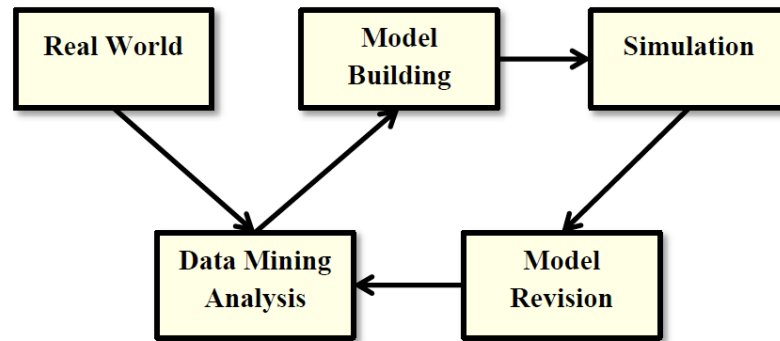 Real World
Model
Building
Simulation
Data Mining
Analysis
Model
Revision